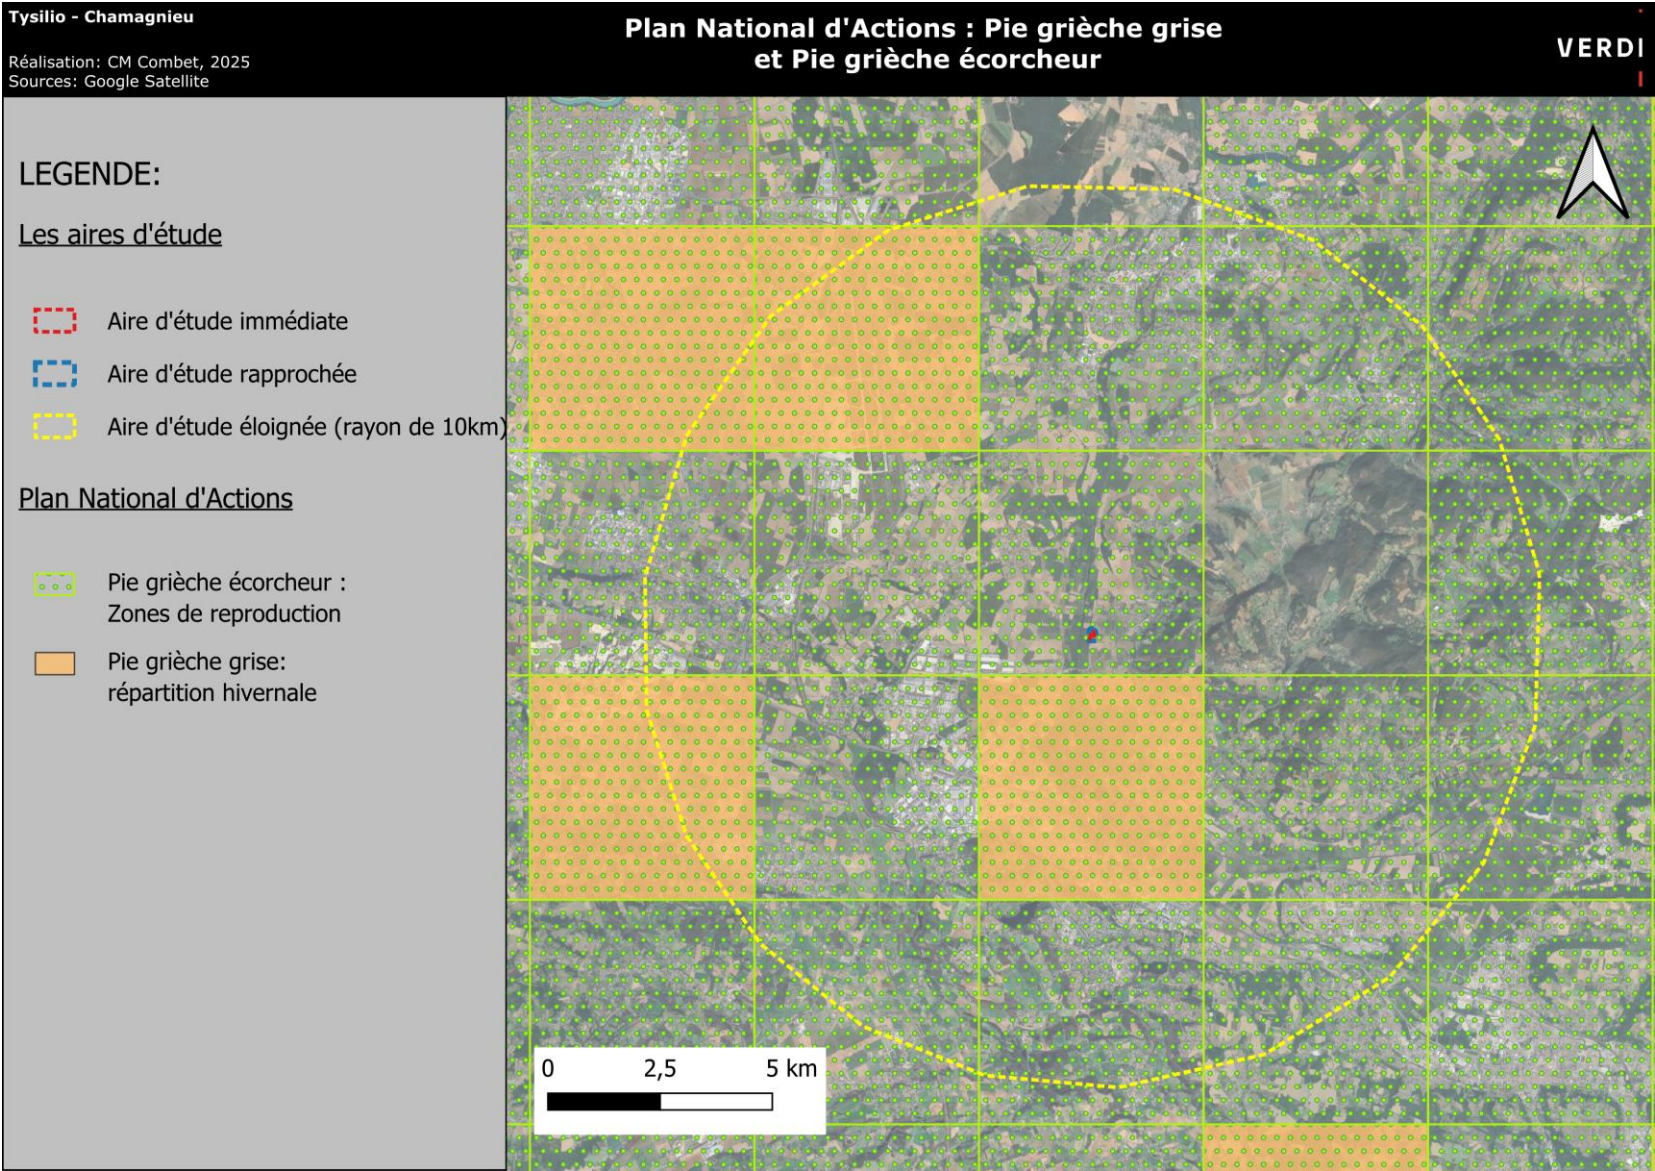 Tysilio - Chamagnieu
Réalisation: CM Combet, 2025
Sources: Google Satellite
Plan National d'Actions : Pie grièche grise
et Pie grièche écorcheur
VERDI
LEGENDE:
Les aires d'étude
Aire d'étude immédiate
Aire d'étude rapprochée
Aire d'étude éloignée (rayon de 10km)
Plan National d'Actions
Pie grièche écorcheur :
Zones de reproduction
Pie grièche grise:
répartition hivernale
0 2,5 5 km